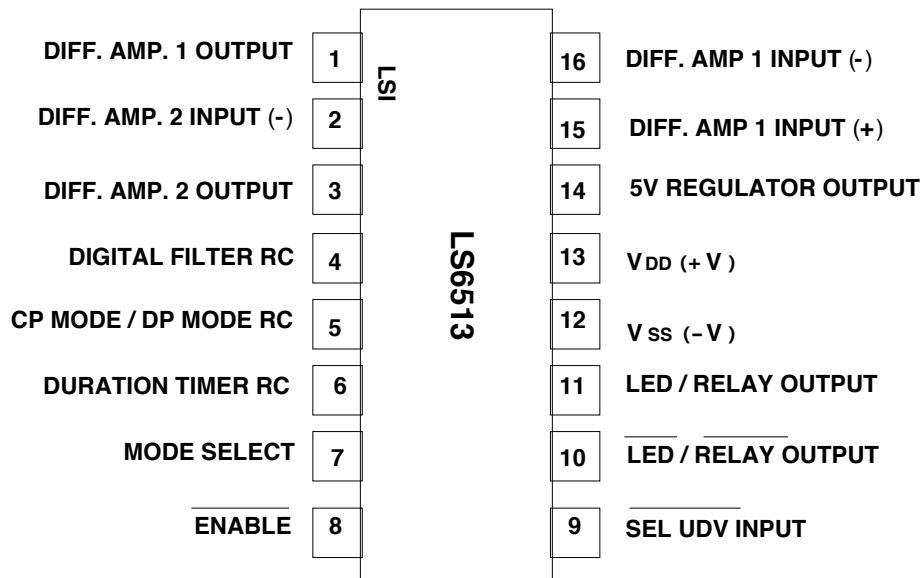 DIFF. AMP. 1 OUTPUT 1
DIFF. AMP. 2 INPUT (-) 2
DIFF. AMP. 2 OUTPUT 3
DIGITAL FILTER RC 4
CP MODE / DP MODE RC 5
DURATION TIMER RC 6
MODE SELECT 7
ENABLE 8
LSI
LS6513
16 DIFF. AMP 1 INPUT (-)
15 DIFF. AMP 1 INPUT (+)
14 5V REGULATOR OUTPUT
13 V DD (+ V )
12 V SS (– V )
11 LED / RELAY OUTPUT
10 LED / RELAY OUTPUT
9 SEL UDV INPUT